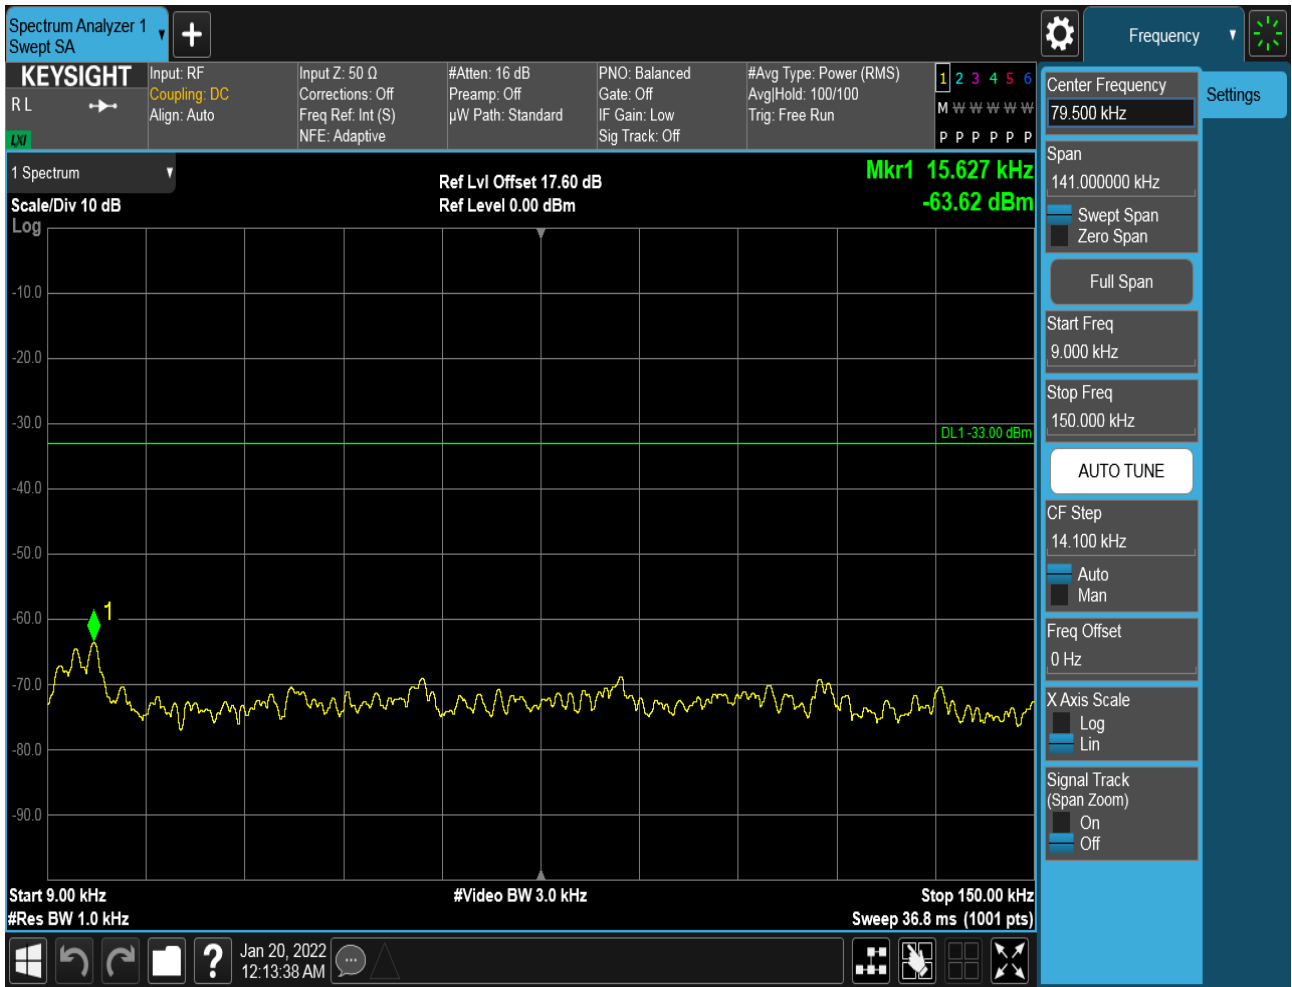 Spectrum Analyzer 1
Swept SA
Frequency
KEYSIGHT
R L
LXI
Input: RF
Coupling: DC
Align: Auto
Input Z: 50 Ω
Corrections: Off
Freq Ref: Int (S)
NFE: Adaptive
#Atten: 16 dB
Preamp: Off
µW Path: Standard
PNO: Balanced
Gate: Off
IF Gain: Low
Sig Track: Off
#Avg Type: Power (RMS)
Avg|Hold: 100/100
Trig: Free Run
1 2 3 4 5 6
M W W W W W
P P P P P P
1 Spectrum
Scale/Div 10 dB
Log
Ref Lvl Offset 17.60 dB
Ref Level 0.00 dBm
Mkr1 15.627 kHz
-63.62 dBm
-10.0
-20.0
-30.0
DL1 -33.00 dBm
-40.0
-50.0
-60.0
1
-70.0
-80.0
-90.0
Start 9.00 kHz
#Video BW 3.0 kHz
Stop 150.00 kHz
#Res BW 1.0 kHz
Sweep 36.8 ms (1001 pts)
?
Jan 20, 2022
12:13:38 AM
Center Frequency
79.500 kHz
Settings
Span
141.000000 kHz
Swept Span
Zero Span
Full Span
Start Freq
9.000 kHz
Stop Freq
150.000 kHz
AUTO TUNE
CF Step
14.100 kHz
Auto
Man
Freq Offset
0 Hz
X Axis Scale
Log
Lin
Signal Track
(Span Zoom)
On
Off